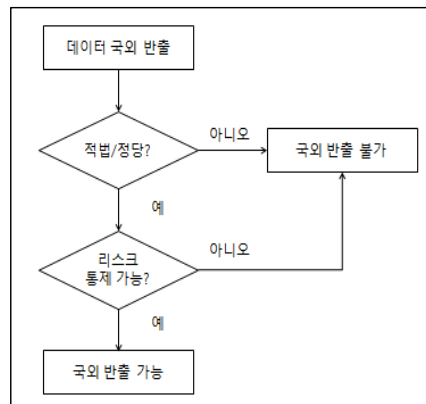 데이터 국외 반출
적법/정당?
아니오
국외 반출 불가
예
리스크
통제 가능?
아니오
예
국외 반출 가능